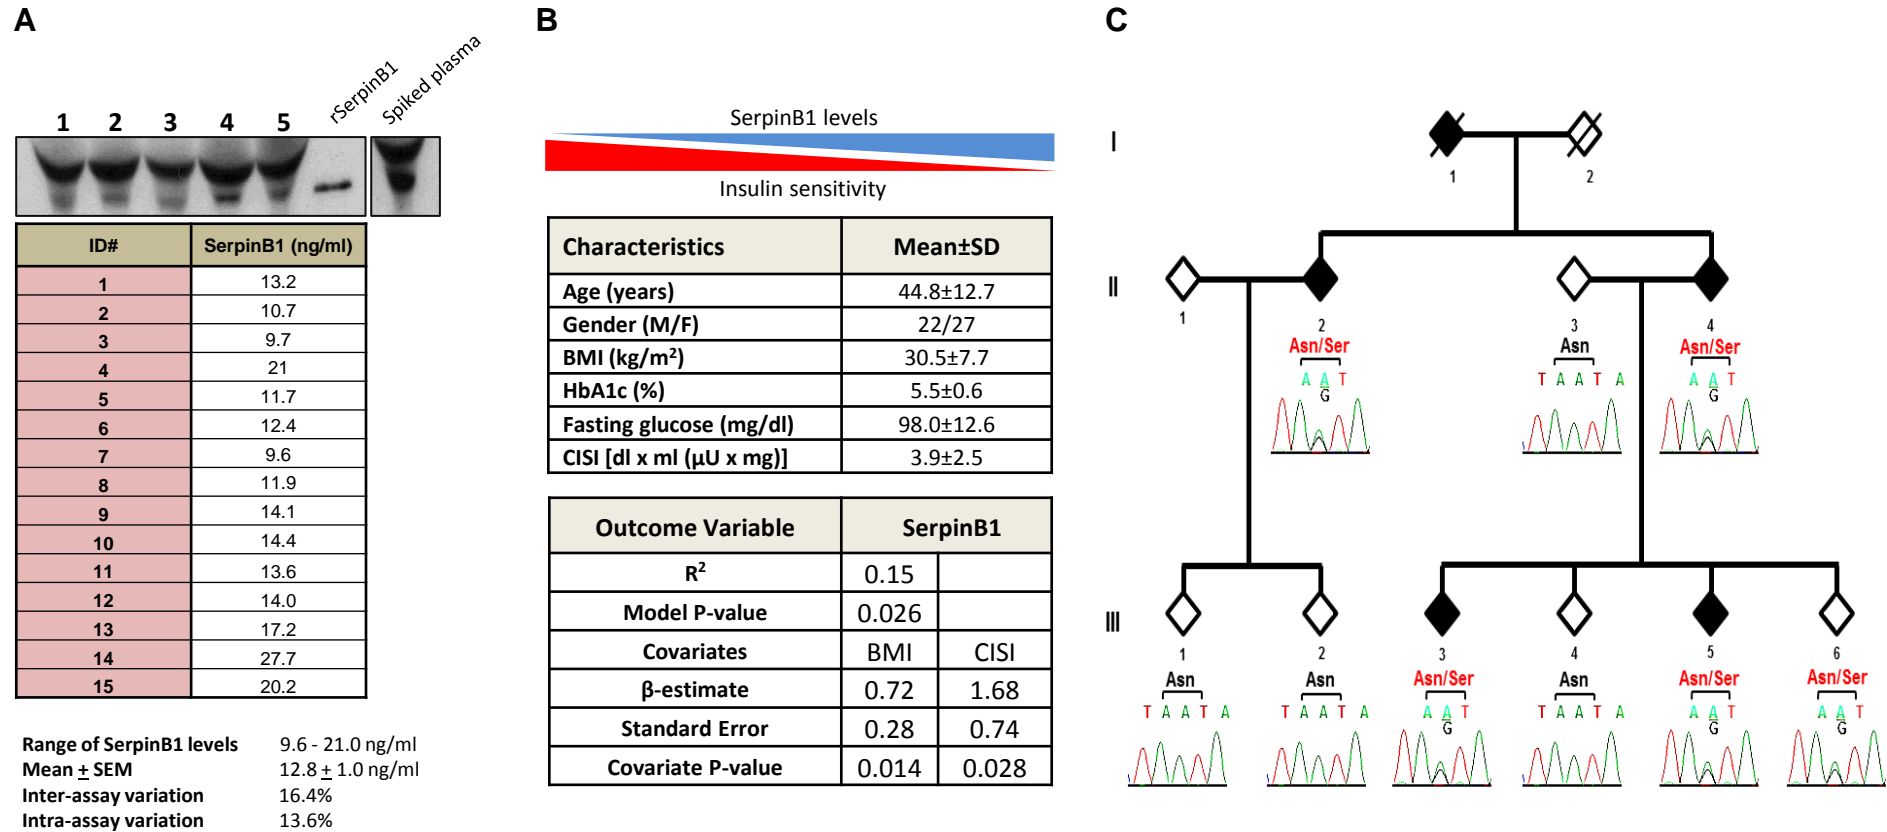 A
1 2 3 4 5 rSerpinB1 Spiked plasma
ID# SerpinB1 (ng/ml)
1 13.2
2 10.7
3 9.7
4 21
5 11.7
6 12.4
7 9.6
8 11.9
9 14.1
10 14.4
11 13.6
12 14.0
13 17.2
14 27.7
15 20.2
Range of SerpinB1 levels 9.6 - 21.0 ng/ml
Mean ± SEM 12.8 ± 1.0 ng/ml
Inter-assay variation 16.4%
Intra-assay variation 13.6%
B
SerpinB1 levels
Insulin sensitivity
Characteristics Mean±SD
Age (years) 44.8±12.7
Gender (M/F) 22/27
BMI (kg/m²) 30.5±7.7
HbA1c (%) 5.5±0.6
Fasting glucose (mg/dl) 98.0±12.6
CISI [dl x ml (µU x mg)] 3.9±2.5
Outcome Variable SerpinB1
R² 0.15
Model P-value 0.026
Covariates BMI CISI
β-estimate 0.72 1.68
Standard Error 0.28 0.74
Covariate P-value 0.014 0.028
C
I
1 2
II
1 2 3 4
Asn/Ser Asn Asn/Ser
A A T T A A T A A A T
G G
III
1 2 3 4 5 6
Asn Asn Asn/Ser Asn Asn/Ser Asn/Ser
T A A T A T A A T A A A T T A A T A A A T A A T
G G G